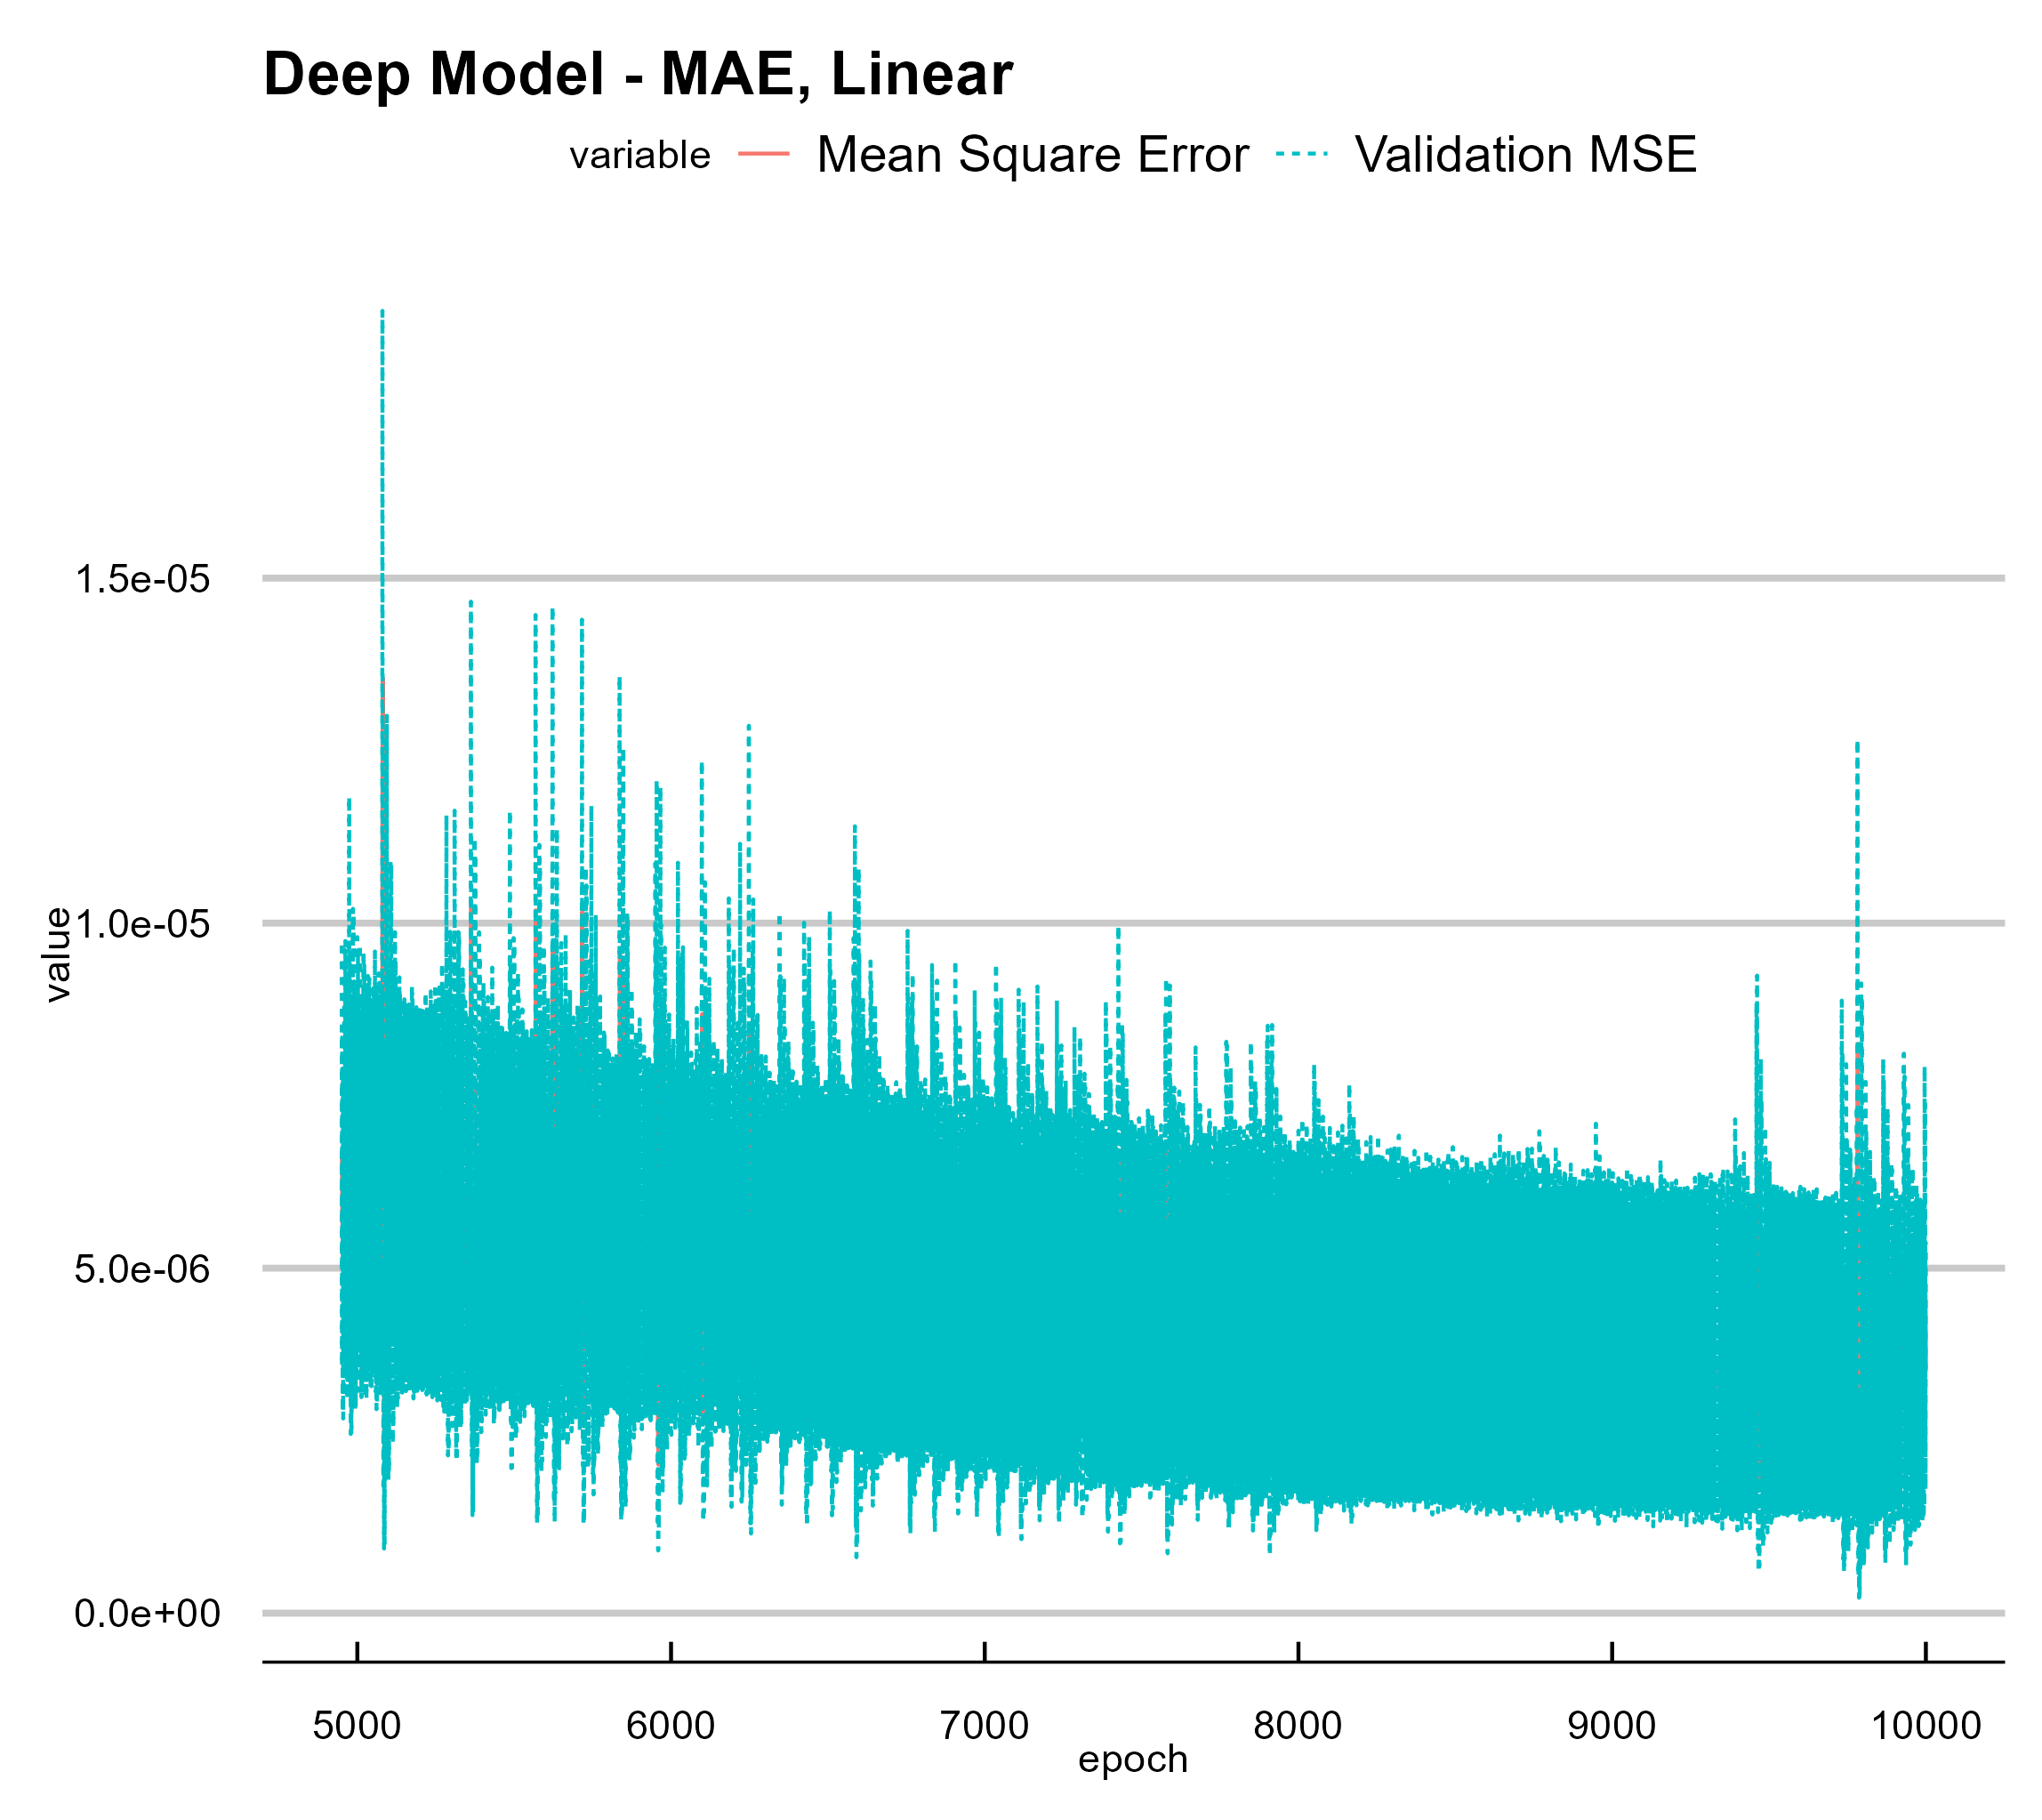 Deep Model - MAE, Linear
variable Mean Square Error Validation MSE
1.5e-05
1.0e-05
value
5.0e-06
0.0e+00
5000 6000 7000 8000 9000 10000
epoch